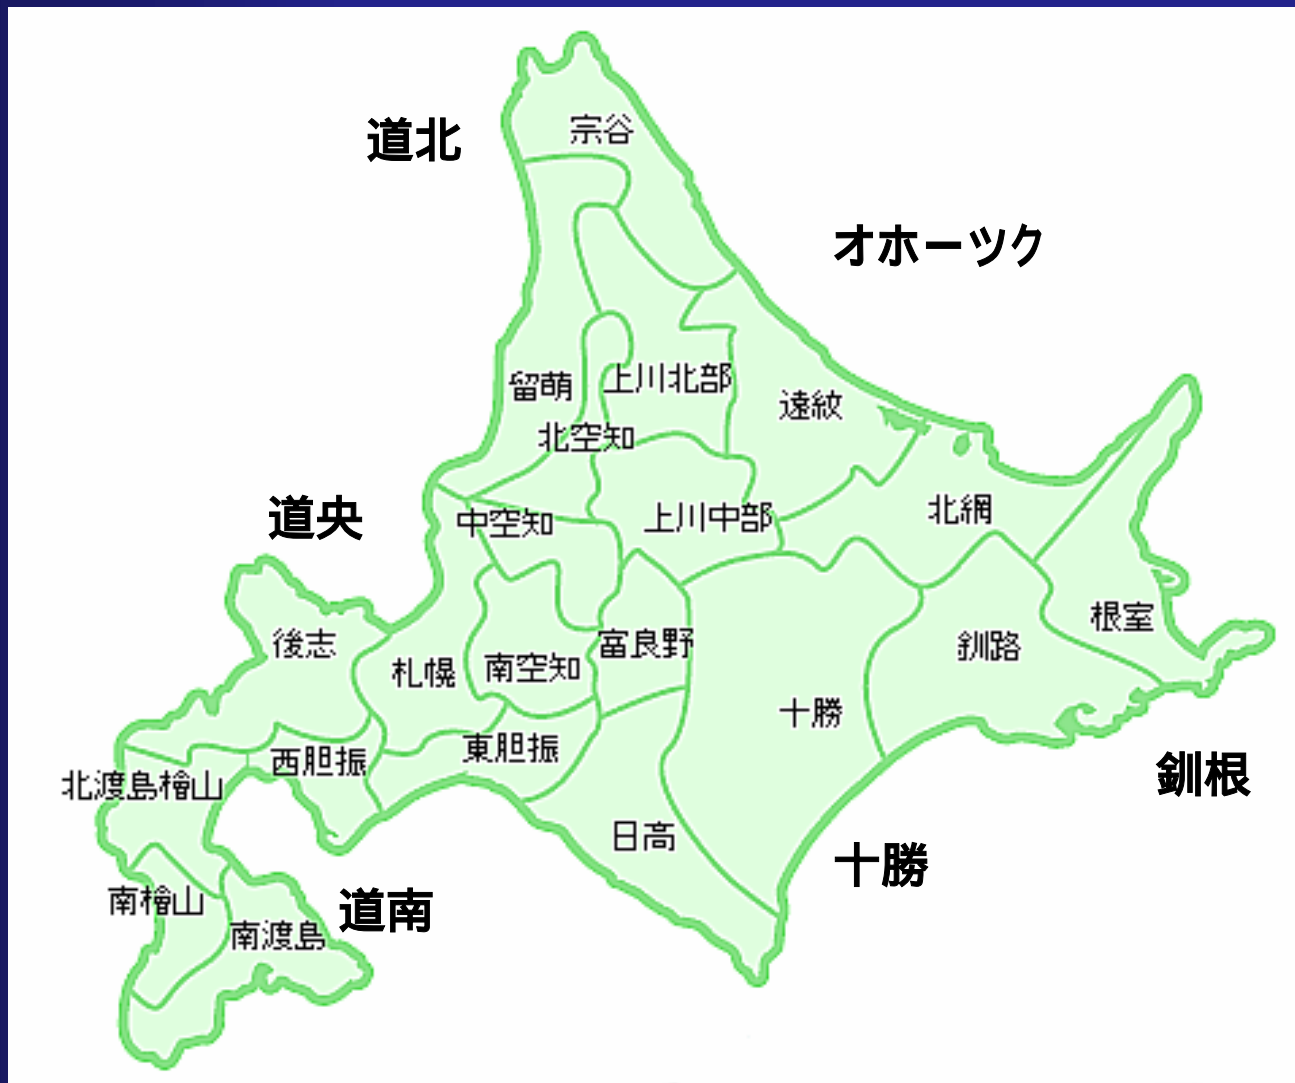 宗谷
道北
オホーツク
留萌
上川北部
遠紋
北空知
道央
中空知
上川中部
北網
後志
札幌
南空知
富良野
釧路
根室
十勝
西胆振
東胆振
釧根
北渡島檜山
日高
十勝
南檜山
道南
南渡島